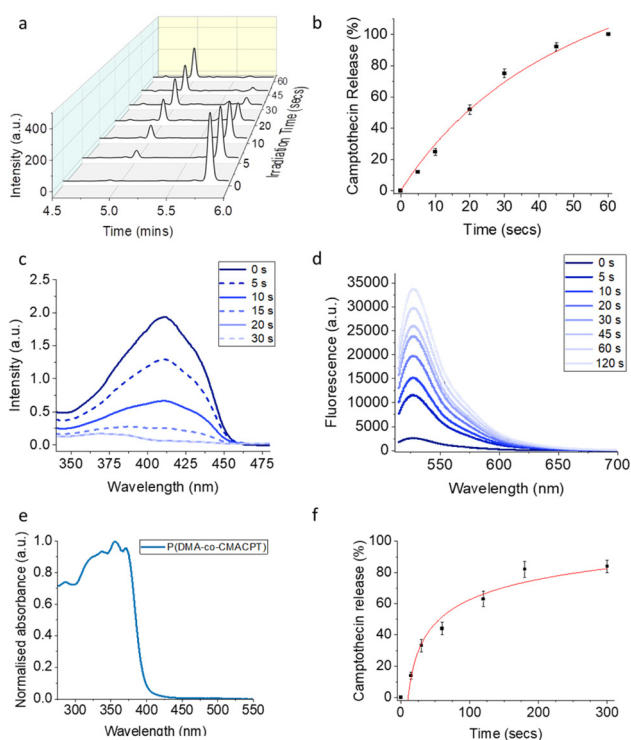 a
Intensity (a.u.)
400
200
0
4.5
5.0
5.5
6.0
Time (mins)
0
5
10
20
30
45
60
Irradiation Time (secs)
b
Camptothecin Release (%)
100
80
60
40
20
0
0 10 20 30 40 50 60
Time (secs)
c
Intensity (a.u.)
2.5
2.0
1.5
1.0
0.5
0.0
350 375 400 425 450 475
Wavelength (nm)
0 s
5 s
10 s
15 s
20 s
30 s
d
Fluorescence (a.u.)
35000
30000
25000
20000
15000
10000
5000
0
550 600 650 700
Wavelength (nm)
0 s
5 s
10 s
20 s
30 s
45 s
60 s
120 s
e
Normalised absorbance (a.u.)
1.0
0.8
0.6
0.4
0.2
0.0
300 350 400 450 500 550
Wavelength (nm)
P(DMA-co-CMACPT)
f
Camptothecin release (%)
100
80
60
40
20
0
0 100 200 300
Time (secs)